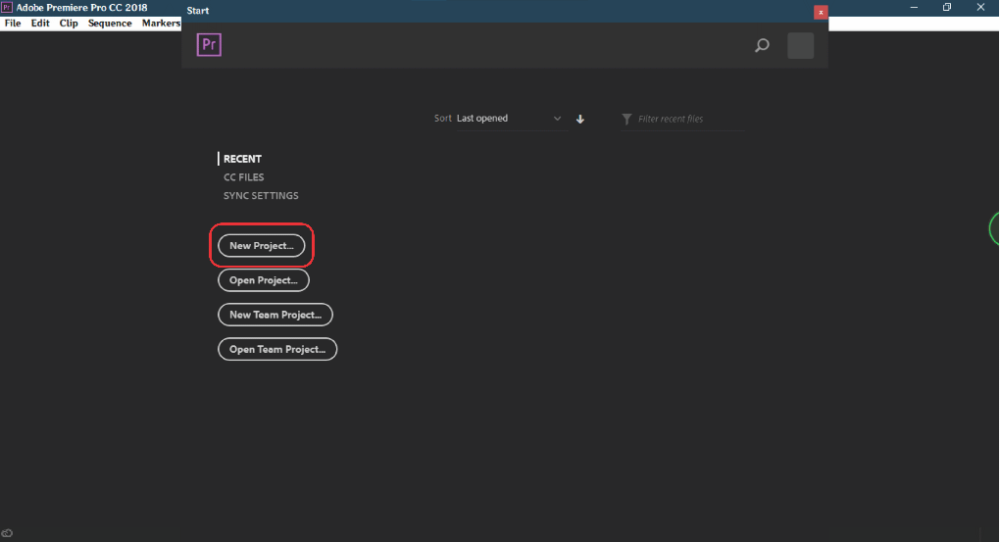 Pr Adobe Premiere Pro CC 2018
Start
x
File Edit Clip Sequence Markers
Pr
Sort Last opened
Filter recent files
RECENT
CC FILES
SYNC SETTINGS
New Project...
Open Project...
New Team Project...
Open Team Project...